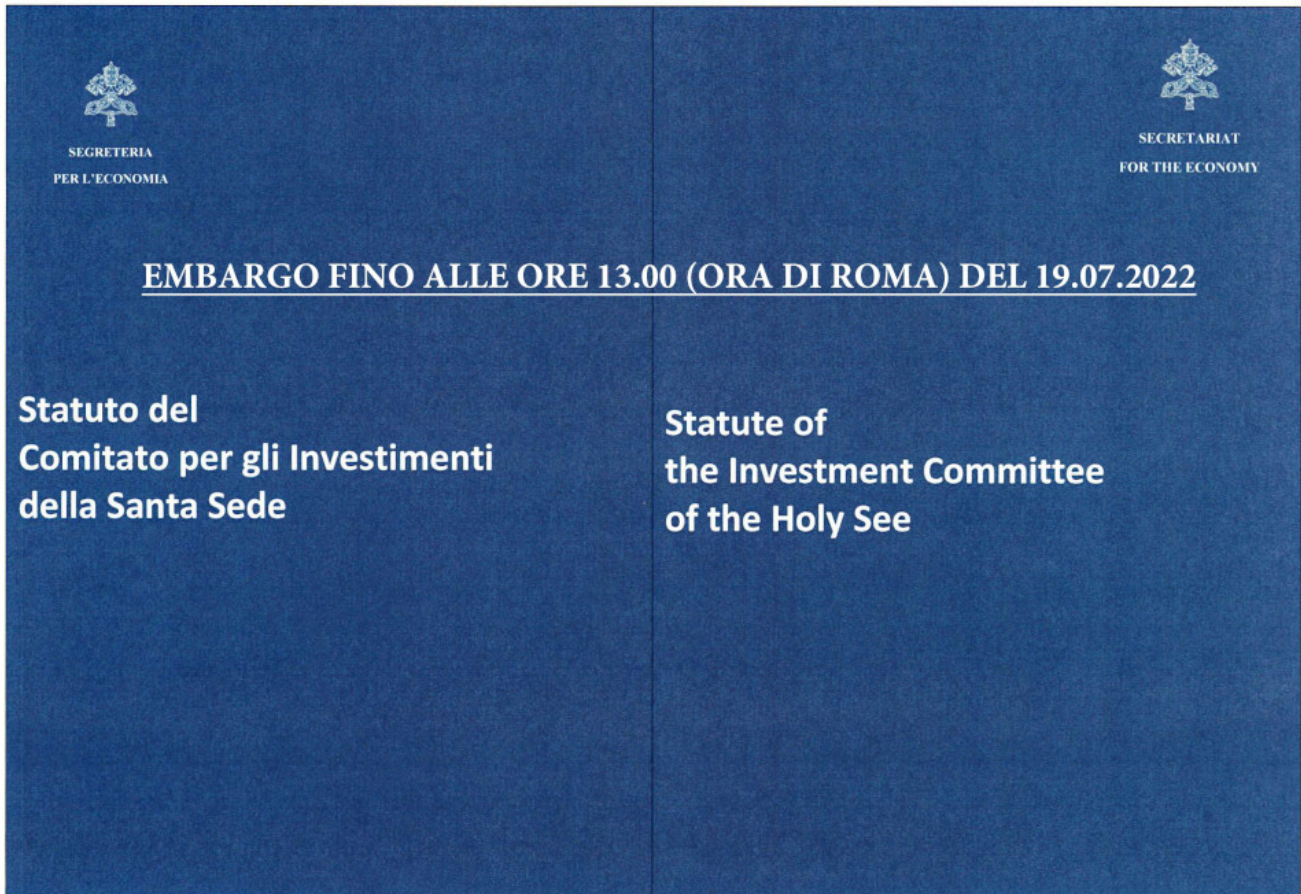 SEGRETERIA
PER L'ECONOMIA
SECRETARIAT
FOR THE ECONOMY
EMBARGO FINO ALLE ORE 13.00 (ORA DI ROMA) DEL 19.07.2022
Statuto del
Comitato per gli Investimenti
della Santa Sede
Statute of
the Investment Committee
of the Holy See